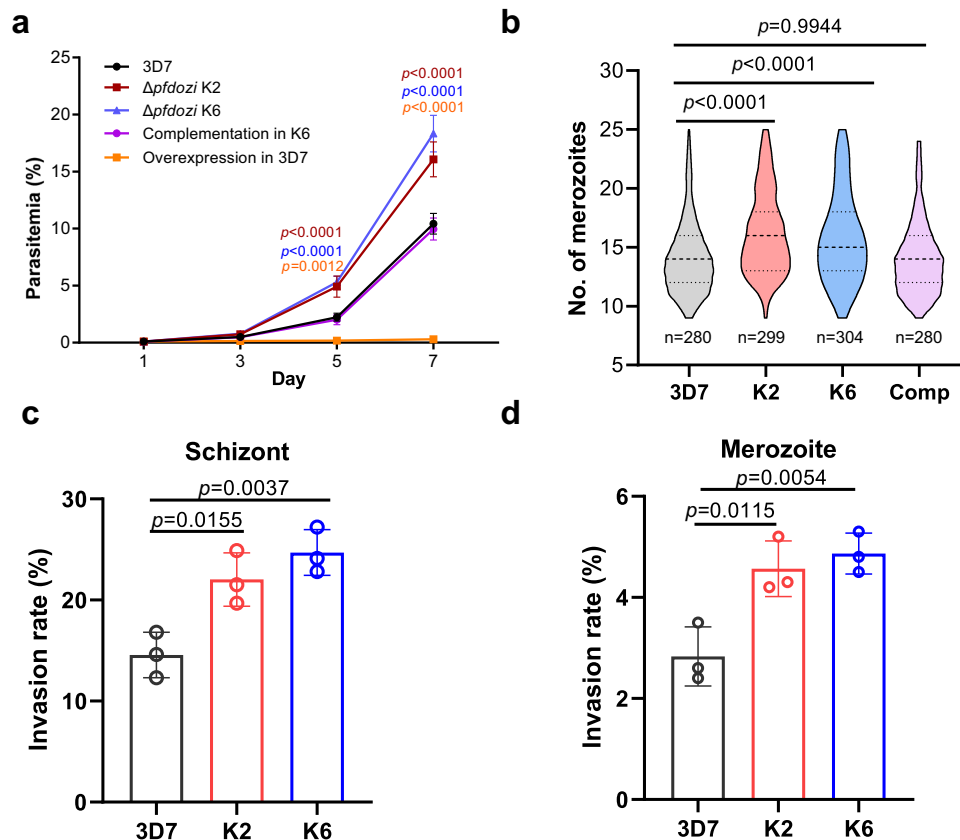 a
25
20
15
10
5
0
Parasitemia (%)
3D7
Δpfdozi K2
Δpfdozi K6
Complementation in K6
Overexpression in 3D7
p<0.0001
p<0.0001
p=0.0012
p<0.0001
p<0.0001
p<0.0001
1 3 5 7
Day
b
p=0.9944
p<0.0001
p<0.0001
30
25
20
15
10
5
No. of merozoites
n=280 n=299 n=304 n=280
3D7 K2 K6 Comp
c
Schizont
p=0.0037
p=0.0155
30
20
10
0
Invasion rate (%)
3D7 K2 K6
d
Merozoite
p=0.0054
p=0.0115
6
4
2
0
Invasion rate (%)
3D7 K2 K6